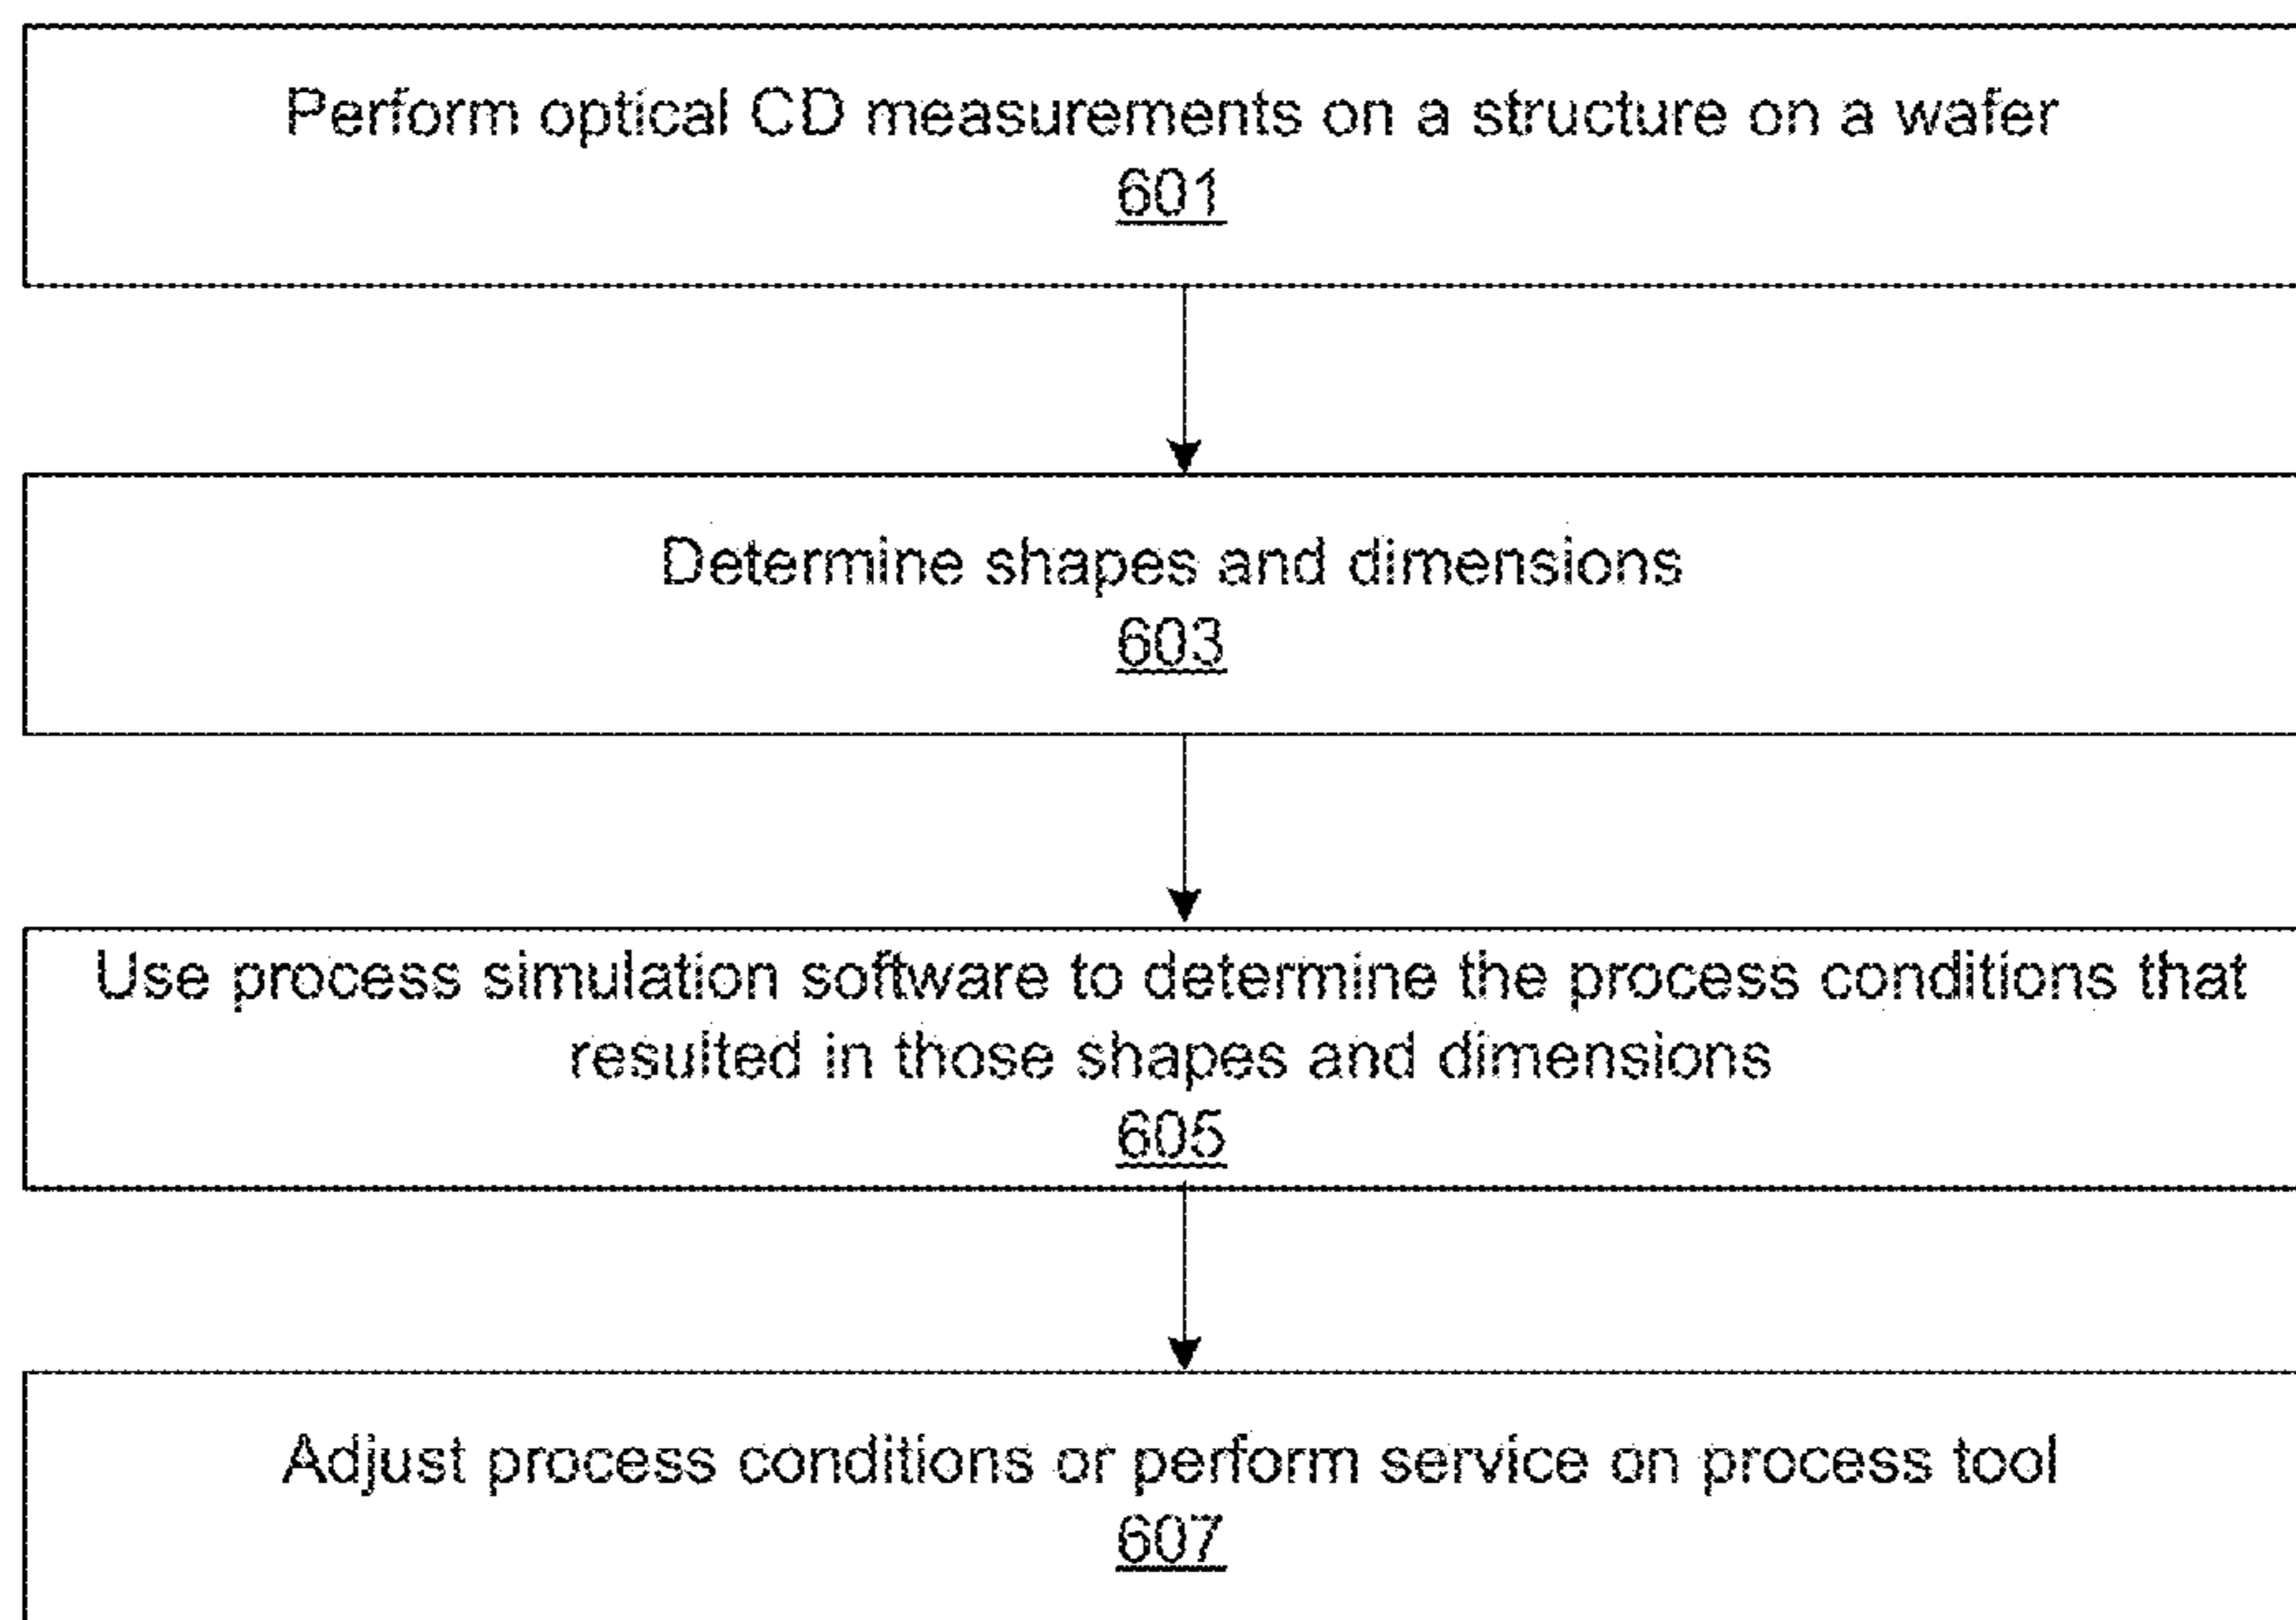 Perform optical CD measurements on a structure on a wafer
601
Determine shapes and dimensions
603
Use process simulation software to determine the process conditions that
resulted in those shapes and dimensions
605
Adjust process conditions or perform service on process tool
607